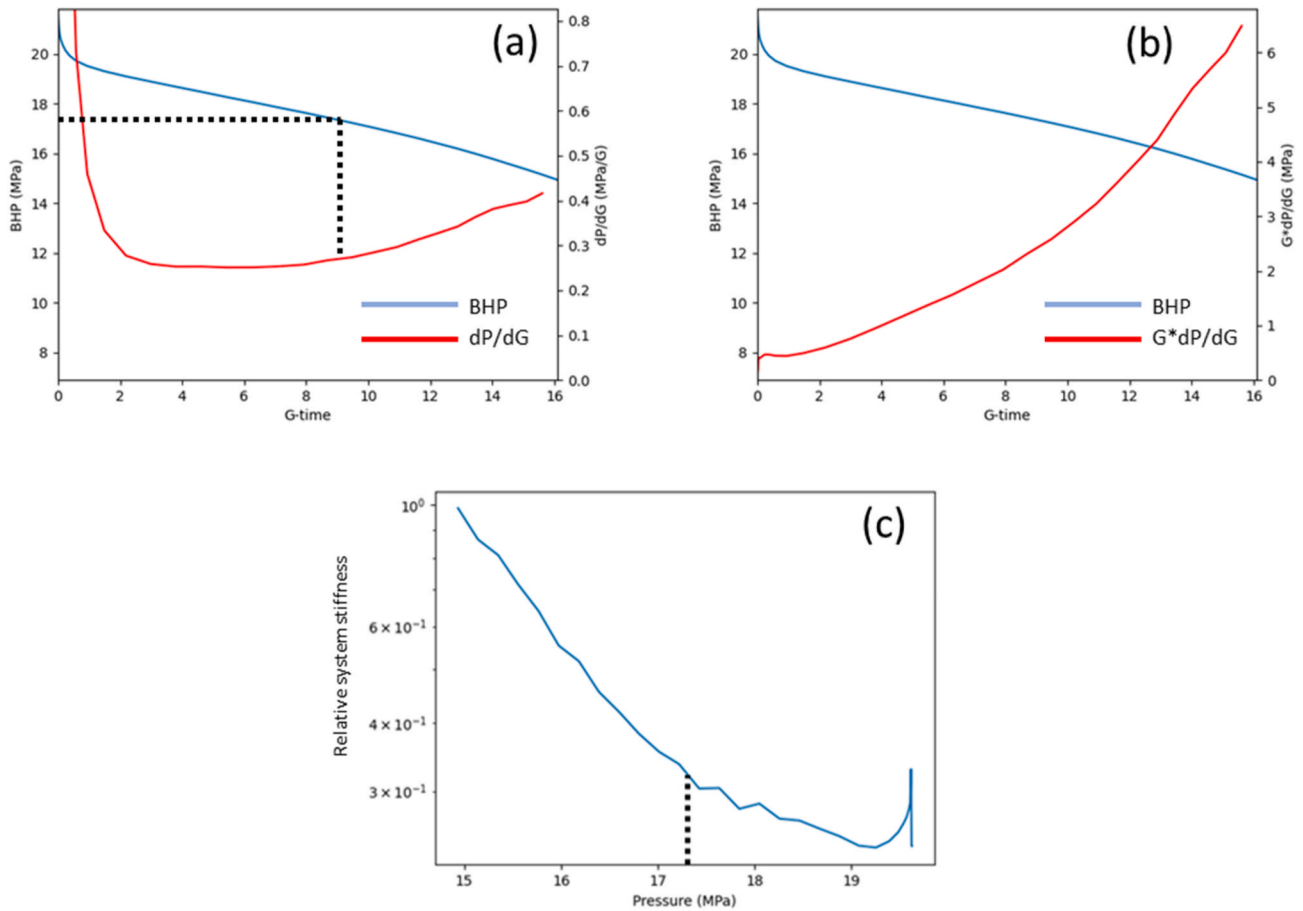 (a)
20
18
16
14
12
10
8
BHP (MPa)
0.8
0.7
0.6
0.5
0.4
0.3
0.2
0.1
0.0
dP/dG (MPa/G)
BHP
dP/dG
0 2 4 6 8 10 12 14 16
G-time
(b)
20
18
16
14
12
10
8
BHP (MPa)
6
5
4
3
2
1
0
G*dP/dG (MPa)
BHP
G*dP/dG
0 2 4 6 8 10 12 14 16
G-time
(c)
10⁰
6 × 10⁻¹
4 × 10⁻¹
3 × 10⁻¹
Relative system stiffness
15 16 17 18 19
Pressure (MPa)